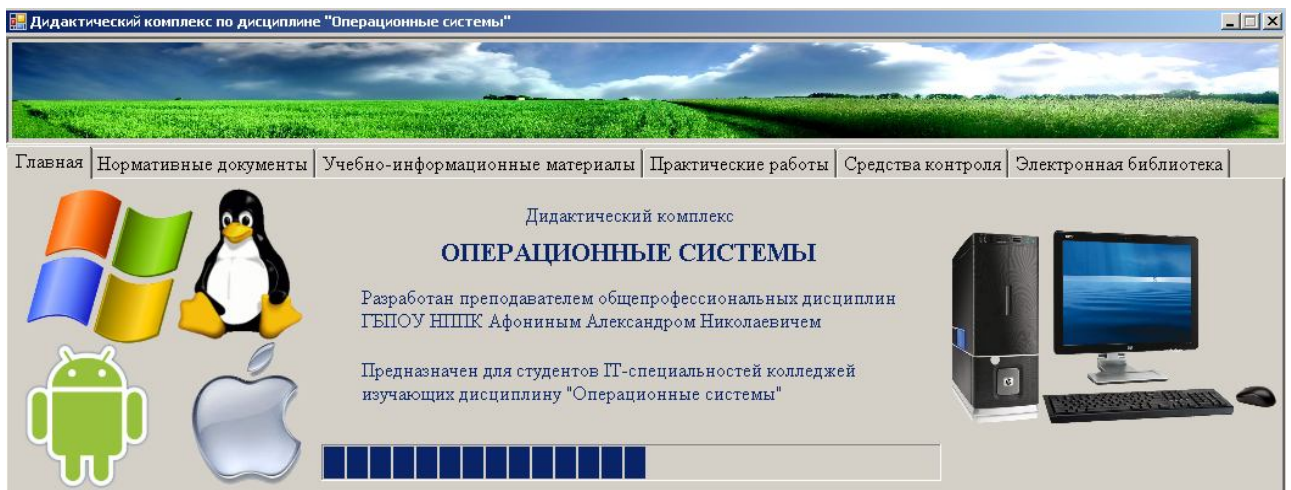 Дидактический комплекс по дисциплине "Операционные системы"
Главная Нормативные документы Учебно-информационные материалы Практические работы Средства контроля Электронная библиотека
Дидактический комплекс
ОПЕРАЦИОННЫЕ СИСТЕМЫ
Разработан преподавателем общепрофессиональных дисциплин
ГБПОУ НППК Афониным Александром Николаевичем
Предназначен для студентов IT-специальностей колледжей
изучающих дисциплину "Операционные системы"